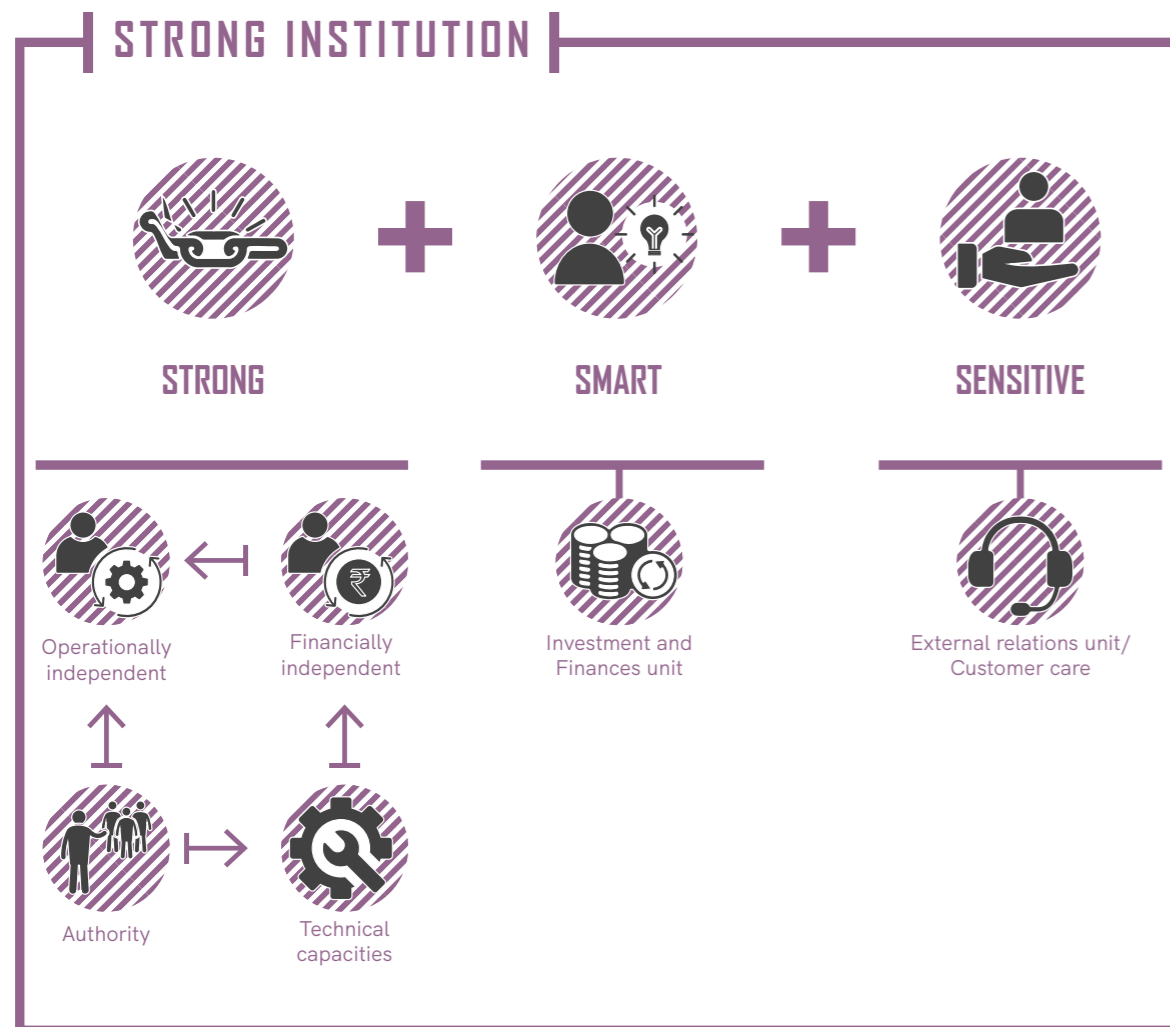 STRONG INSTITUTION
STRONG
SMART
SENSITIVE
Operationally
independent
Financially
independent
Investment and
Finances unit
External relations unit/
Customer care
Authority
Technical
capacities